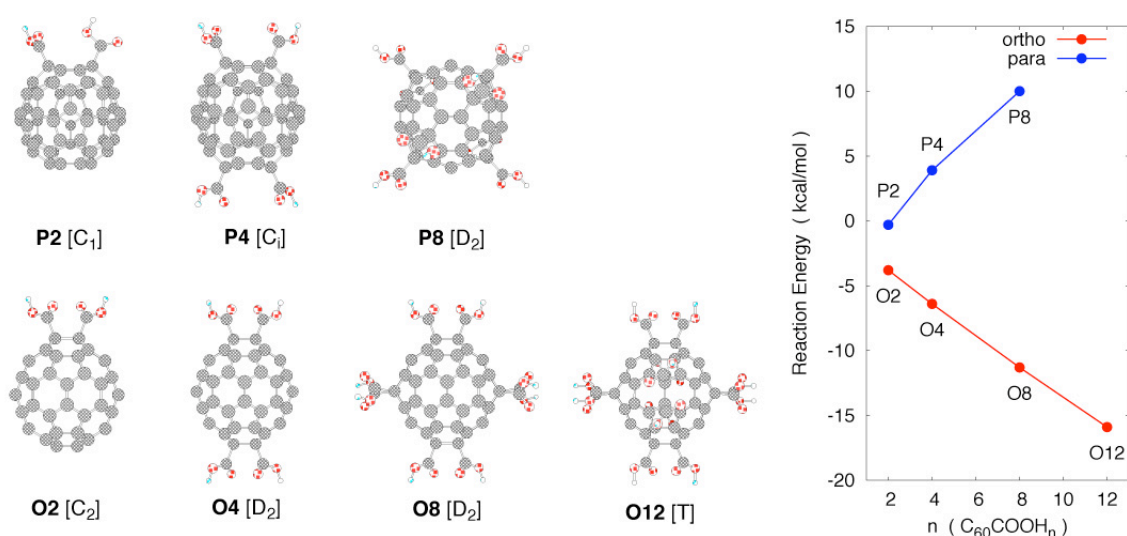 P2 [C₁]
P4 [Cᵢ]
P8 [D₂]
O2 [C₂]
O4 [D₂]
O8 [D₂]
O12 [T]
ortho
para
15
10
5
0
-5
-10
-15
-20
Reaction Energy ( kcal/mol )
P8
P4
P2
O2
O4
O8
O12
2 4 6 8 10 12
n ( C₆₀COOHₙ )